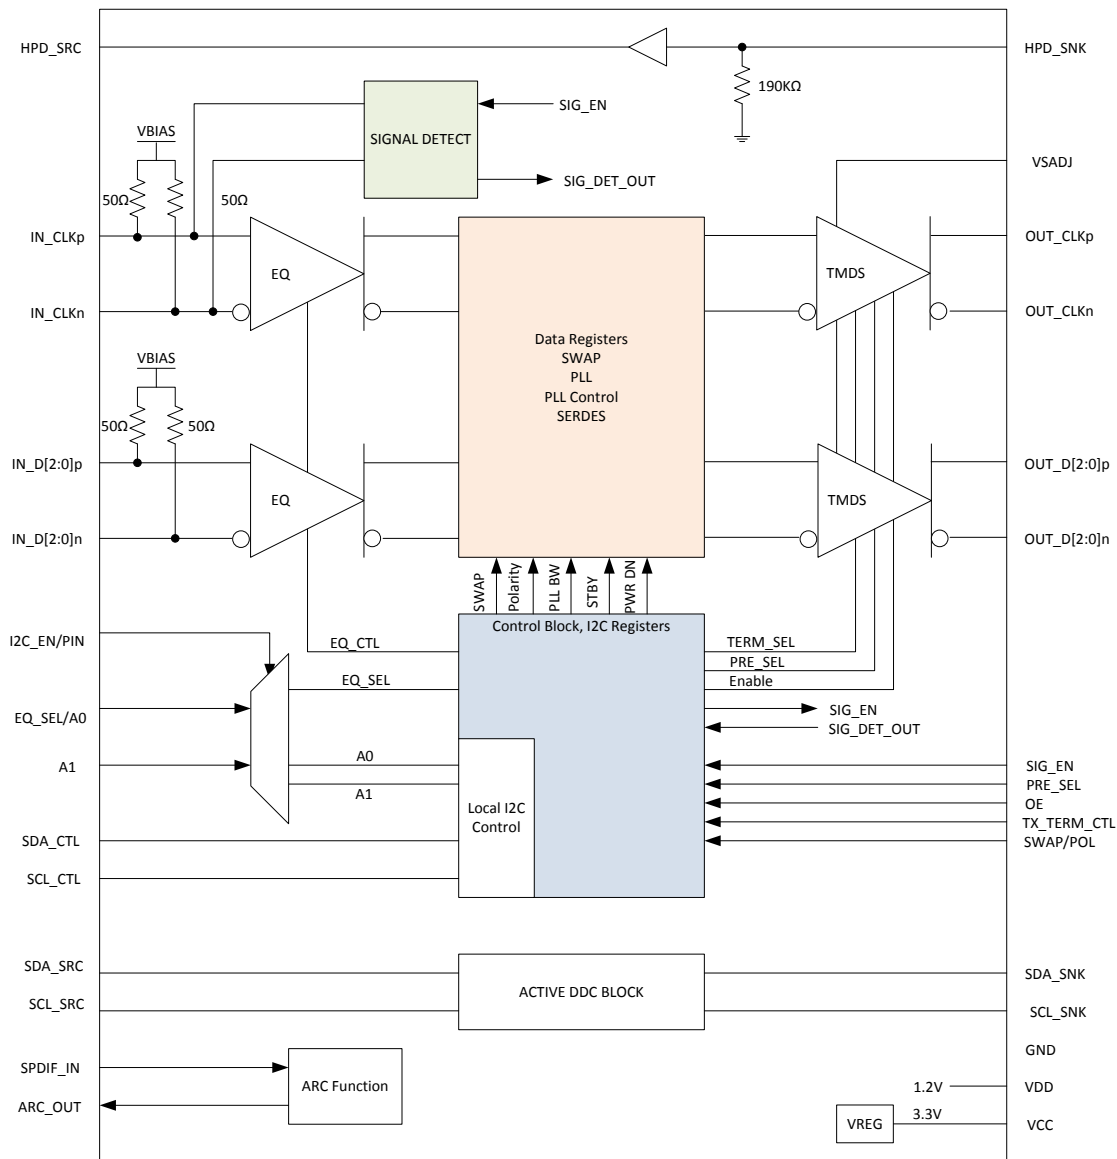 HPD_SRC
HPD_SNK
190KΩ
SIG_EN
SIGNAL DETECT
SIG_DET_OUT
VBIAS
VSADJ
50Ω
50Ω
IN_CLKp
OUT_CLKp
EQ
TMDS
IN_CLKn
OUT_CLKn
Data Registers
SWAP
PLL
PLL Control
SERDES
VBIAS
50Ω
50Ω
IN_D[2:0]p
OUT_D[2:0]p
EQ
TMDS
IN_D[2:0]n
OUT_D[2:0]n
SWAP
Polarity
PLL BW
STBY
PWR DN
Control Block, I2C Registers
I2C_EN/PIN
EQ_CTL
TERM_SEL
PRE_SEL
EQ_SEL
Enable
EQ_SEL/A0
SIG_EN
SIG_DET_OUT
A1
A0
A1
SIG_EN
PRE_SEL
OE
TX_TERM_CTL
SWAP/POL
Local I2C
Control
SDA_CTL
SCL_CTL
SDA_SRC
SDA_SNK
ACTIVE DDC BLOCK
SCL_SRC
SCL_SNK
GND
SPDIF_IN
ARC Function
1.2V
VDD
ARC_OUT
VREG
3.3V
VCC